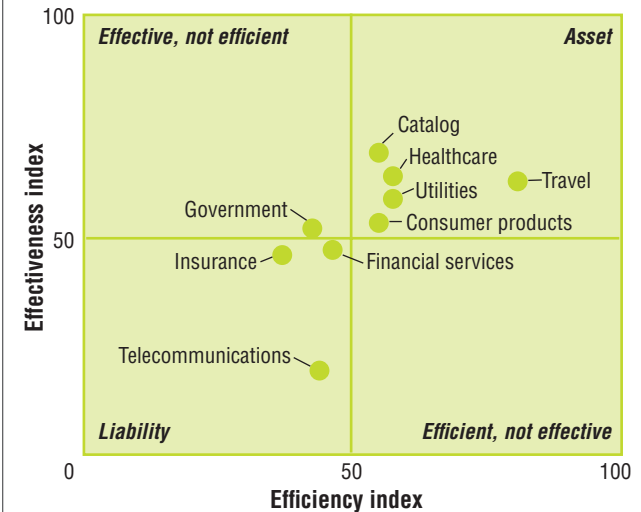 100
Effective, not efficient
Asset
Catalog
Healthcare
Utilities
Travel
Government
Consumer products
50
Insurance
Financial services
Telecommunications
Liability
Efficient, not effective
0
50
100
Efficiency index
Effectiveness index